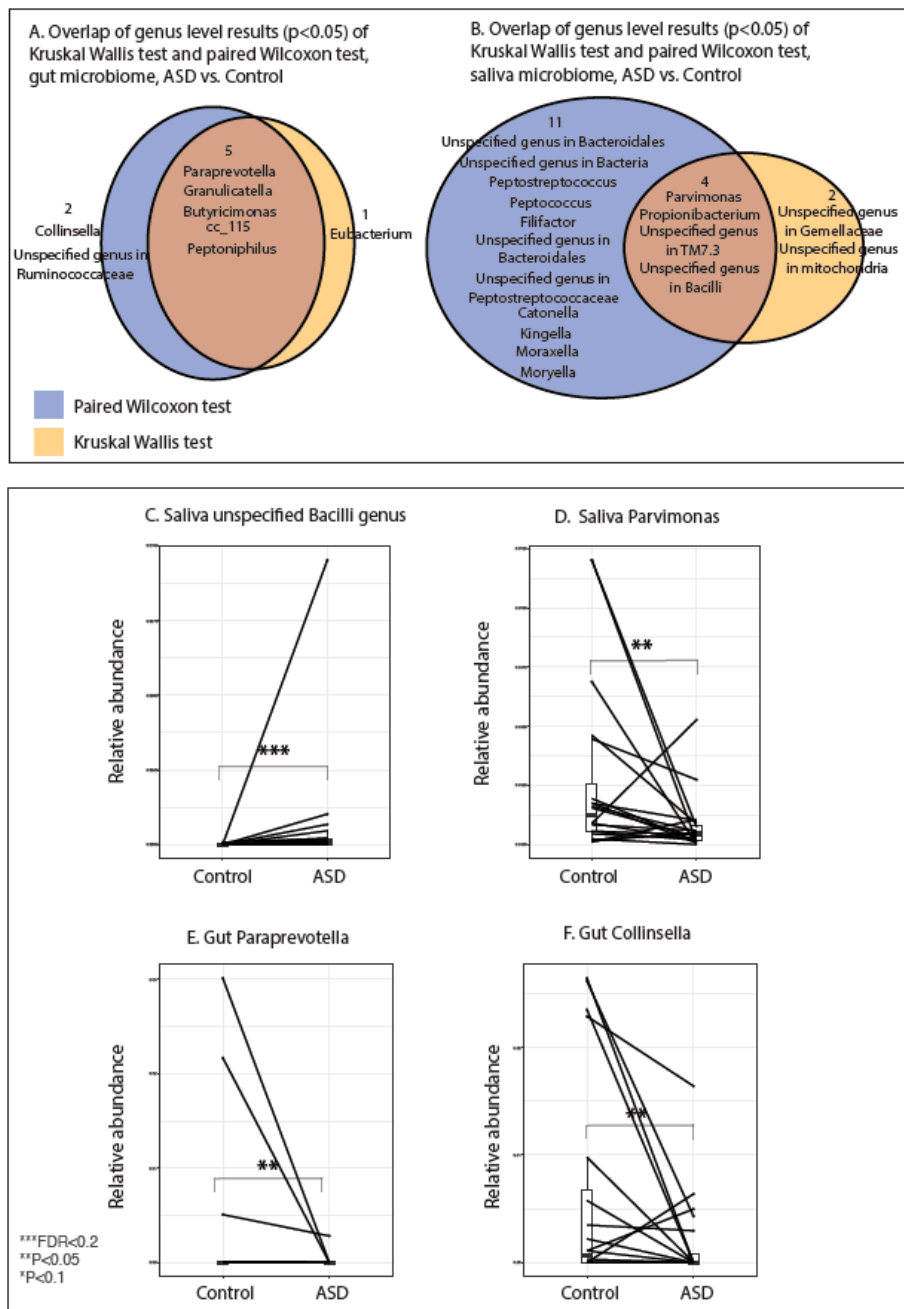 A. Overlap of genus level results (p<0.05) of
Kruskal Wallis test and paired Wilcoxon test,
gut microbiome, ASD vs. Control
2
Collinsella
Unspecified genus in
Ruminococcaceae
5
Paraprevotella
Granulicatella
Butyricimonas
cc_115
Peptoniphilus
1
Eubacterium
B. Overlap of genus level results (p<0.05) of
Kruskal Wallis test and paired Wilcoxon test,
saliva microbiome, ASD vs. Control
11
Unspecified genus in Bacteroidales
Unspecified genus in Bacteria
Peptostreptococcus
Peptococcus
Filifactor
Unspecified genus in
Bacteroidales
Unspecified genus in
Peptostreptococcaceae
Catonella
Kingella
Moraxella
Moryella
4
Parvimonas
Propionibacterium
Unspecified genus
in TM7.3
Unspecified genus
in Bacilli
2
Unspecified genus
in Gemellaceae
Unspecified genus
in mitochondria
Paired Wilcoxon test
Kruskal Wallis test
C. Saliva unspecified Bacilli genus
Relative abundance
***
Control ASD
D. Saliva Parvimonas
Relative abundance
**
Control ASD
E. Gut Paraprevotella
Relative abundance
**
Control ASD
F. Gut Collinsella
Relative abundance
**
Control ASD
***FDR<0.2
**P<0.05
*P<0.1